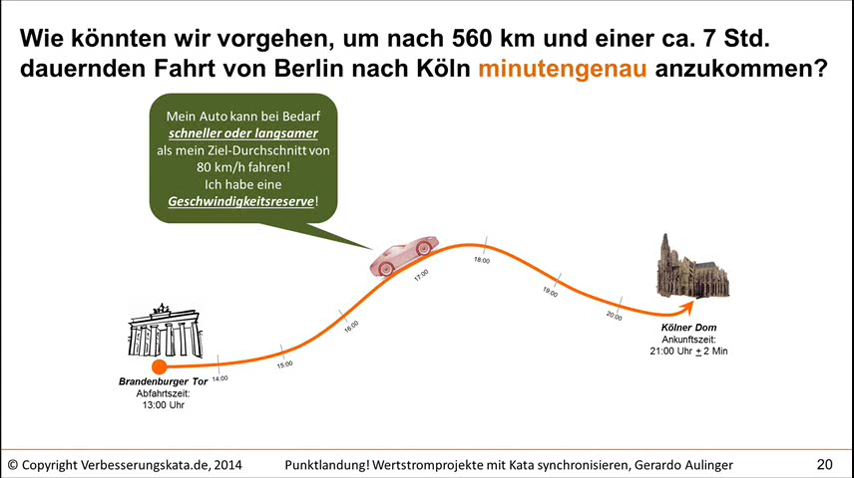 Wie könnten wir vorgehen, um nach 560 km und einer ca. 7 Std.
dauernden Fahrt von Berlin nach Köln minutengenau anzukommen?
Mein Auto kann bei Bedarf
schneller oder langsamer
als mein Ziel-Durchschnitt von
80 km/h fahren!
Ich habe eine
Geschwindigkeitsreserve!
Brandenburger Tor
Abfahrtszeit:
13:00 Uhr
14:00
15:00
16:00
17:00
18:00
19:00
20:00
Kölner Dom
Ankunftszeit:
21:00 Uhr ± 2 Min
© Copyright Verbesserungskata.de, 2014 Punktlandung! Wertstromprojekte mit Kata synchronisieren, Gerardo Aulinger 20